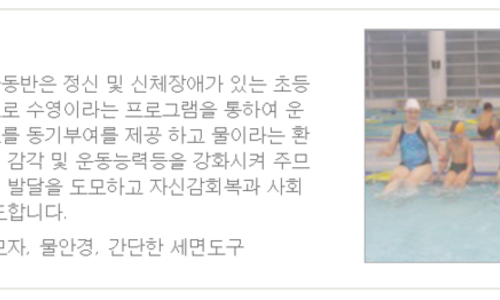 동반은 정신 및 신체장애가 있는 초등
로 수영이라는 프로그램을 통하여 운
를 동기부여를 제공 하고 물이라는 환
감각 및 운동능력등을 강화시켜 주므
발달을 도모하고 자신감회복과 사회
합니다.
모자, 물안경, 간단한 세면도구